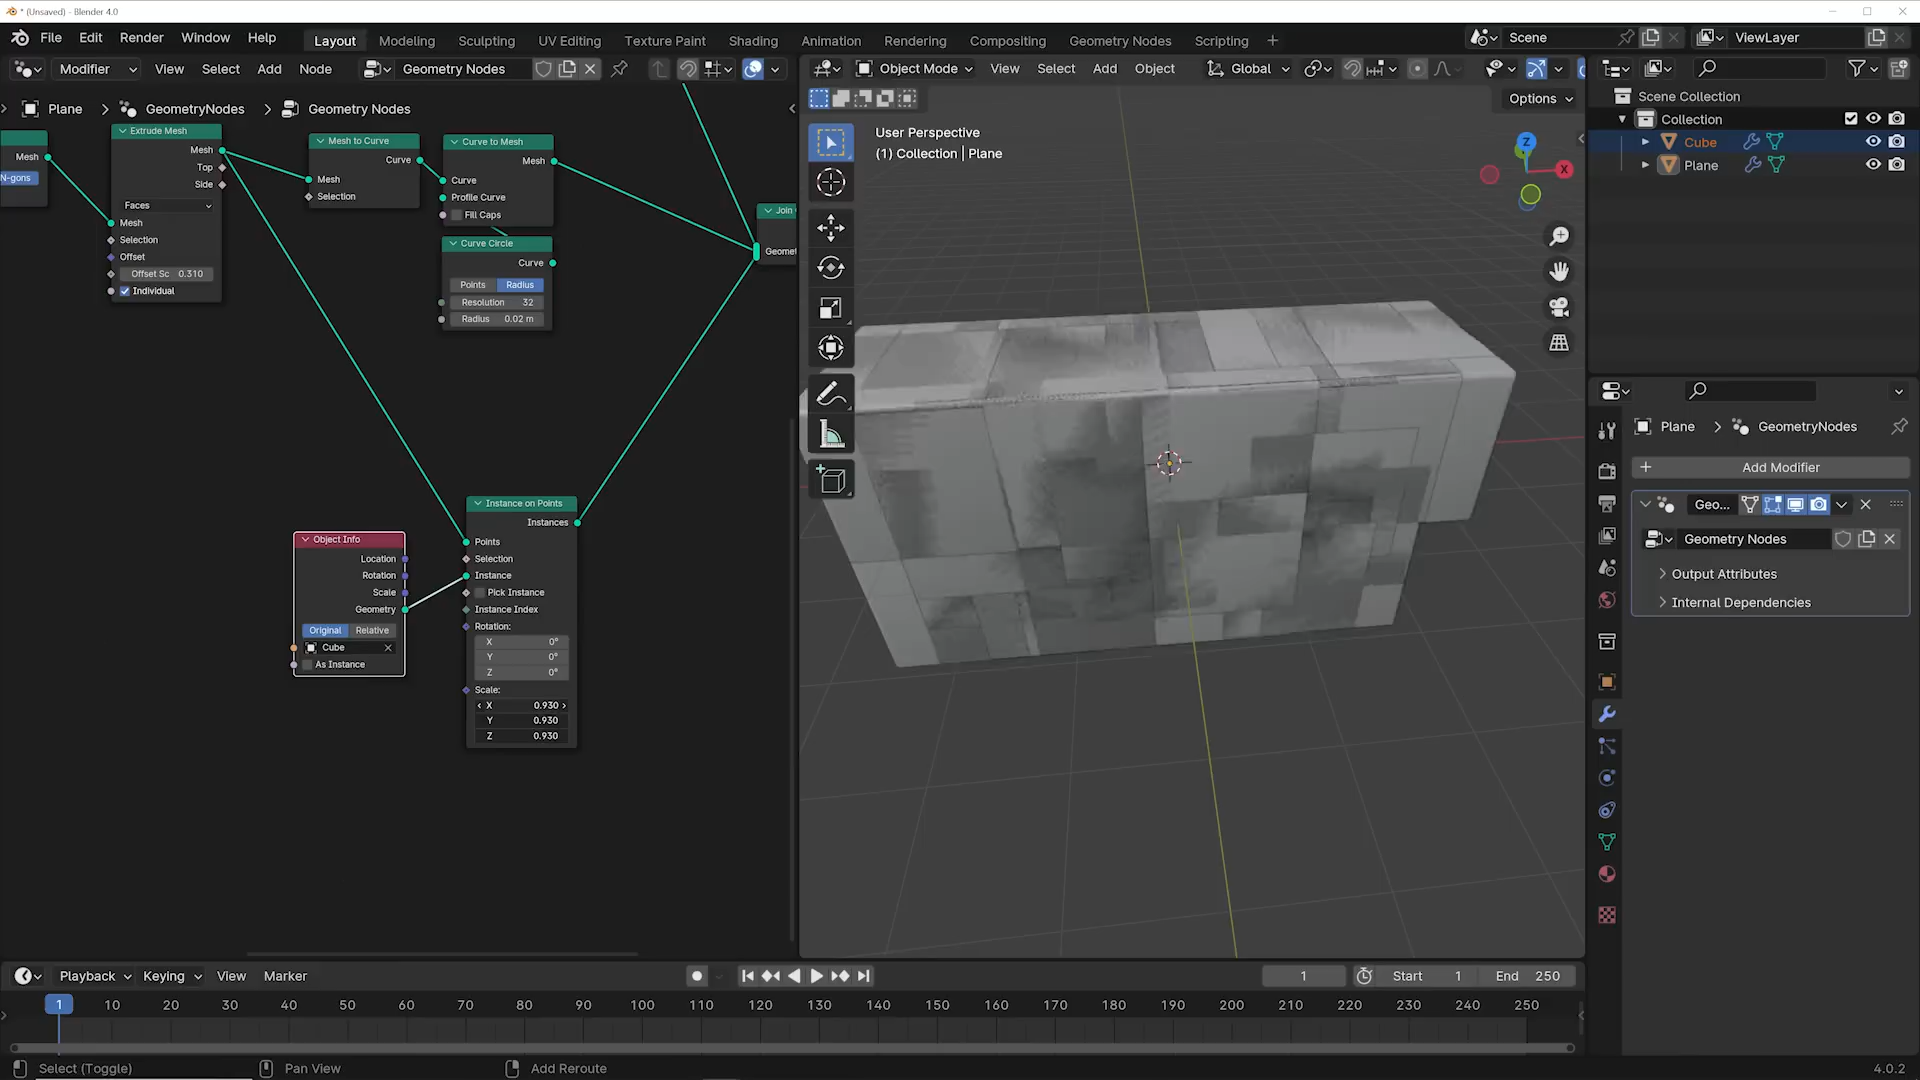 * (Unsaved) - Blender 4.0
File Edit Render Window Help
Layout Modeling Sculpting UV Editing Texture Paint Shading Animation Rendering Compositing Geometry Nodes Scripting +
Scene
ViewLayer
Modifier View Select Add Node Geometry Nodes
Object Mode View Select Add Object Global
Plane > GeometryNodes > Geometry Nodes
Options
Mesh
N-gons
Extrude Mesh
Mesh
Top
Side
Faces
Mesh
Selection
Offset
Offset Sc 0.310
Individual
Mesh to Curve
Curve
Mesh
Selection
Curve to Mesh
Mesh
Curve
Profile Curve
Fill Caps
Curve Circle
Curve
Points Radius
Resolution 32
Radius 0.02 m
Join
Geomet
Object Info
Location
Rotation
Scale
Geometry
Original Relative
Cube
As Instance
Instance on Points
Instances
Points
Selection
Instance
Pick Instance
Instance Index
Rotation:
X 0°
Y 0°
Z 0°
Scale:
X 0.930
Y 0.930
Z 0.930
User Perspective
(1) Collection | Plane
Z
X
Scene Collection
Collection
Cube
Plane
Plane > GeometryNodes
+ Add Modifier
Geo...
Geometry Nodes
Output Attributes
Internal Dependencies
Playback Keying View Marker
1 Start 1 End 250
1 10 20 30 40 50 60 70 80 90 100 110 120 130 140 150 160 170 180 190 200 210 220 230 240 250
Select (Toggle) Pan View Add Reroute
4.0.2